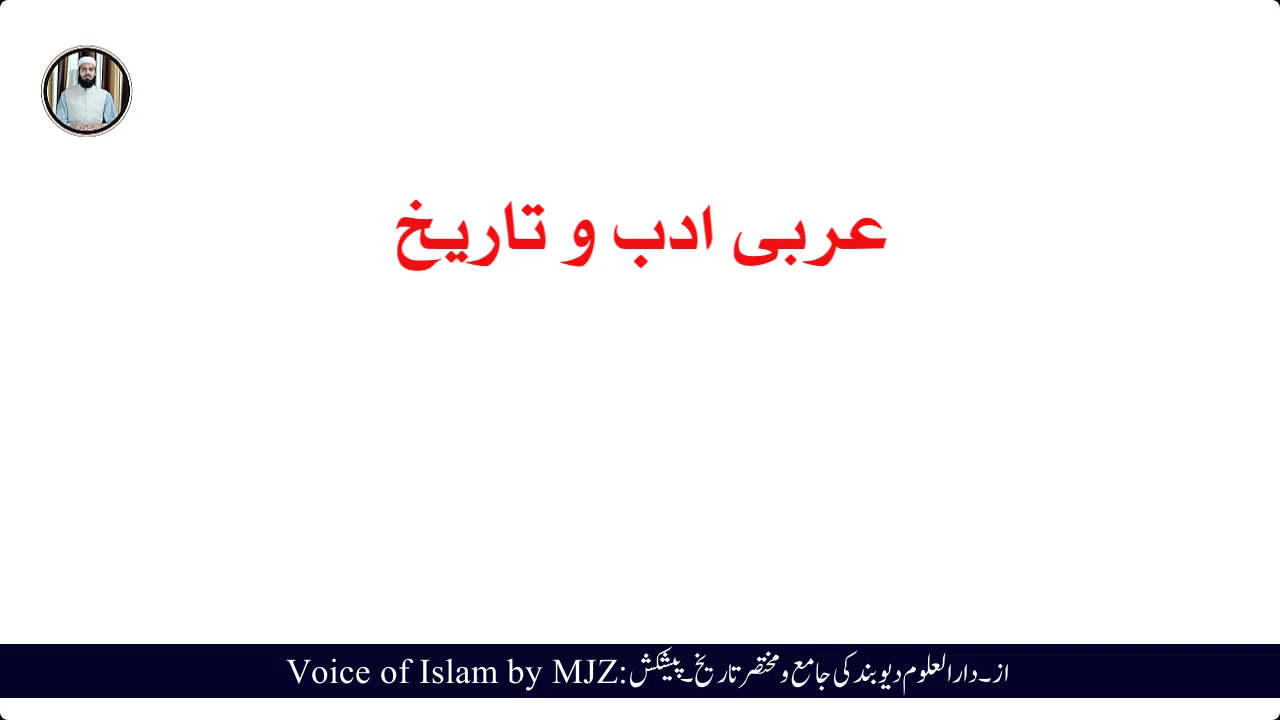 عربی ادب و تاریخ
از۔دارالعلوم دیوبند کی جامع و مختصر تاریخ۔پیشکش:Voice of Islam by MJZ